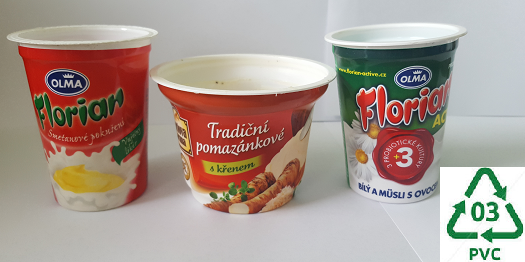 OLMA
Florian
Smetanové pokušení
Tradiční
pomazánkové
s křenem
www.florian-active.cz
OLMA
Florian
3 PROBIOTICKÉ KULTURY
+3
BÍLÝ A MÜSLI S OVOC
03
PVC